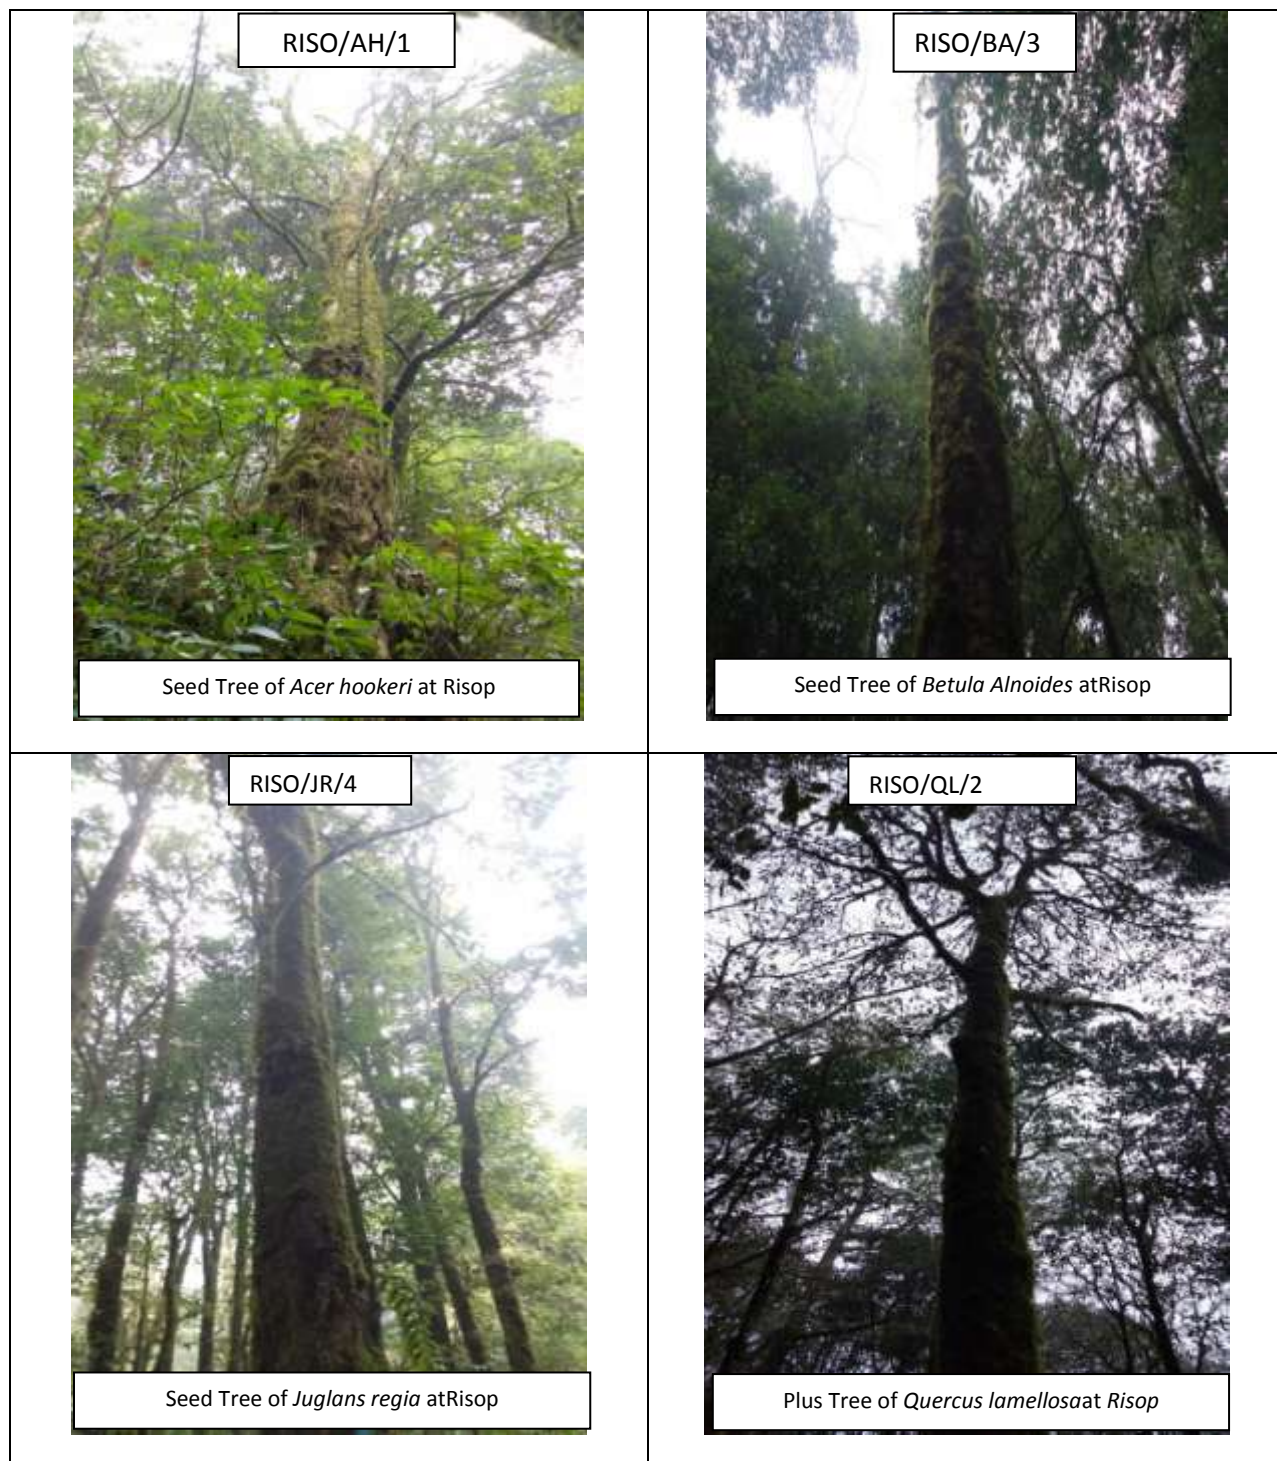 RISO/AH/1
RISO/BA/3
Seed Tree of Acer hookeri at Risop
Seed Tree of Betula Alnoides atRisop
RISO/JR/4
RISO/QL/2
Seed Tree of Juglans regia atRisop
Plus Tree of Quercus lamellosaat Risop